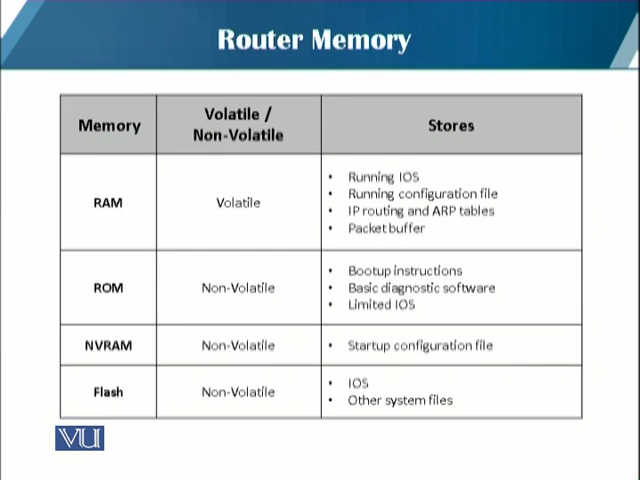 Router Memory
Memory
Volatile /
Non-Volatile
Stores
RAM
Volatile
• Running IOS
• Running configuration file
• IP routing and ARP tables
• Packet buffer
ROM
Non-Volatile
• Bootup instructions
• Basic diagnostic software
• Limited IOS
NVRAM
Non-Volatile
• Startup configuration file
Flash
Non-Volatile
• IOS
• Other system files
VU